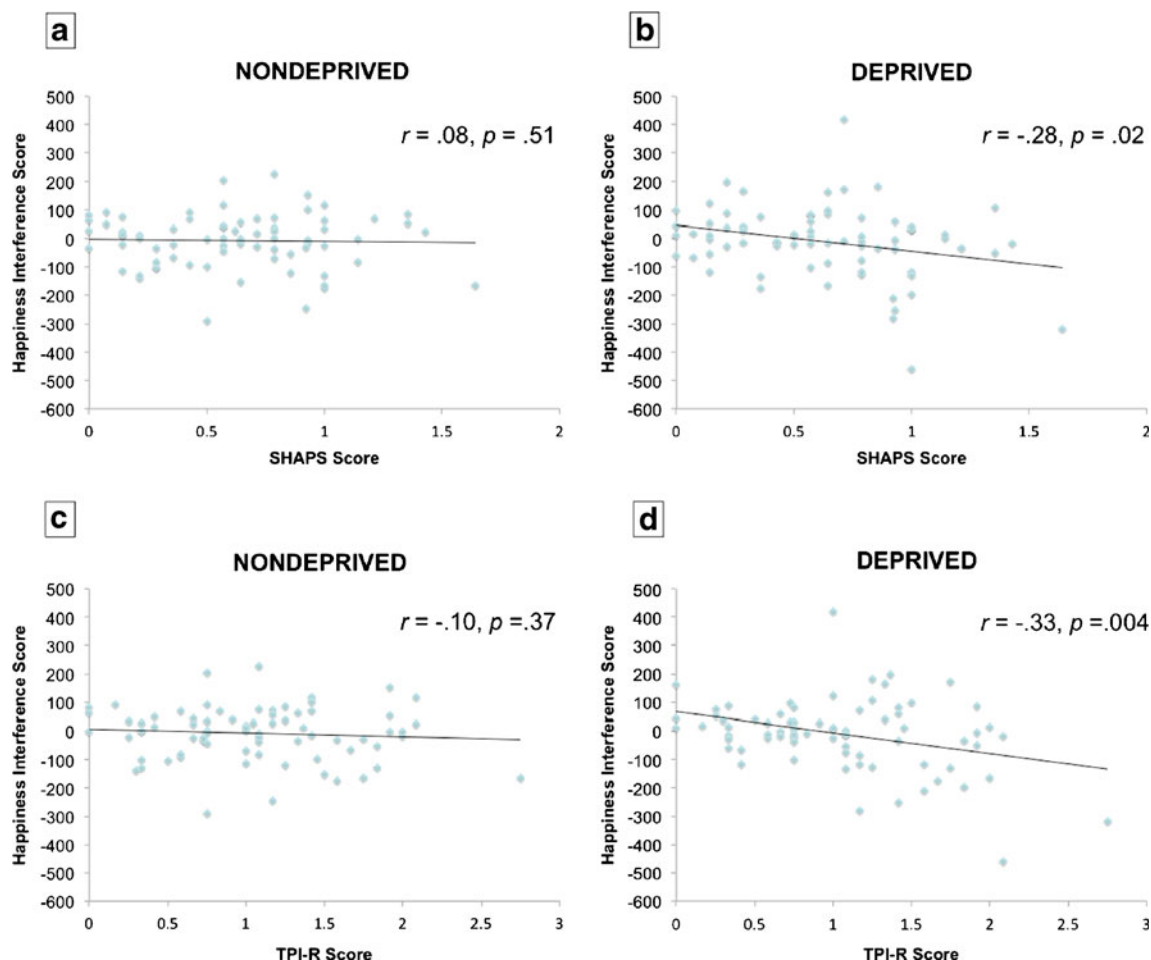 a
NONDEPRIVED
r = .08, p = .51
Happiness Interference Score
500
400
300
200
100
0
-100
-200
-300
-400
-500
-600
0 0.5 1 1.5 2
SHAPS Score
b
DEPRIVED
r = -.28, p = .02
Happiness Interference Score
500
400
300
200
100
0
-100
-200
-300
-400
-500
-600
0 0.5 1 1.5 2
SHAPS Score
c
NONDEPRIVED
r = -.10, p =.37
Happiness Interference Score
500
400
300
200
100
0
-100
-200
-300
-400
-500
-600
0 0.5 1 1.5 2 2.5 3
TPI-R Score
d
DEPRIVED
r = -.33, p =.004
Happiness Interference Score
500
400
300
200
100
0
-100
-200
-300
-400
-500
-600
0 0.5 1 1.5 2 2.5 3
TPI-R Score